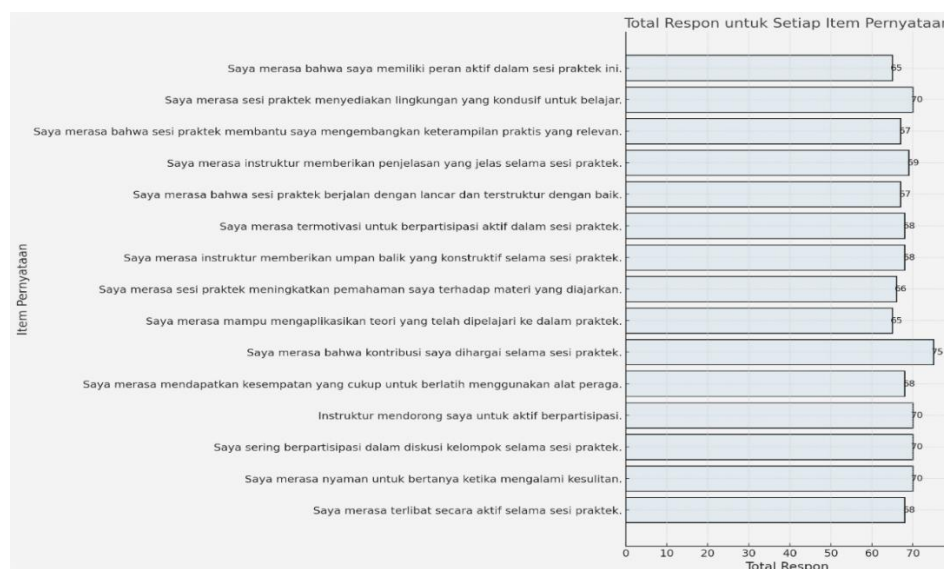 Total Respon untuk Setiap Item Pernyataan
Saya merasa bahwa saya memiliki peran aktif dalam sesi praktek ini. 65
Saya merasa sesi praktek menyediakan lingkungan yang kondusif untuk belajar. 70
Saya merasa bahwa sesi praktek membantu saya mengembangkan keterampilan praktis yang relevan. 67
Saya merasa instruktur memberikan penjelasan yang jelas selama sesi praktek. 69
Saya merasa bahwa sesi praktek berjalan dengan lancar dan terstruktur dengan baik. 67
Saya merasa termotivasi untuk berpartisipasi aktif dalam sesi praktek. 68
Saya merasa instruktur memberikan umpan balik yang konstruktif selama sesi praktek. 68
Saya merasa sesi praktek meningkatkan pemahaman saya terhadap materi yang diajarkan. 66
Saya merasa mampu mengaplikasikan teori yang telah dipelajari ke dalam praktek. 65
Saya merasa bahwa kontribusi saya dihargai selama sesi praktek. 75
Saya merasa mendapatkan kesempatan yang cukup untuk berlatih menggunakan alat peraga. 68
Instruktur mendorong saya untuk aktif berpartisipasi. 70
Saya sering berpartisipasi dalam diskusi kelompok selama sesi praktek. 70
Saya merasa nyaman untuk bertanya ketika mengalami kesulitan. 70
Saya merasa terlibat secara aktif selama sesi praktek. 68
Item Pernyataan
0 10 20 30 40 50 60 70
Total Respon